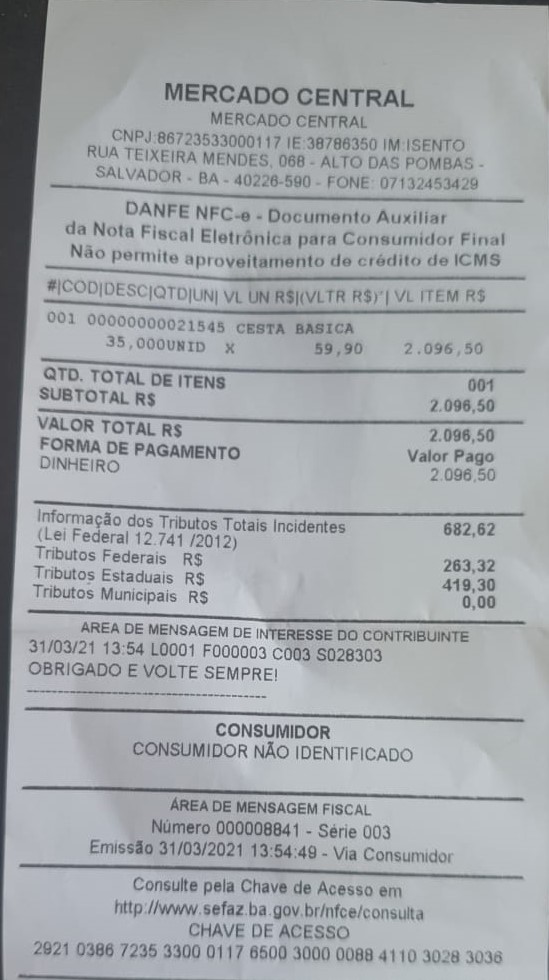 MERCADO CENTRAL
MERCADO CENTRAL
CNPJ:86723533000117 IE:38786350 IM:ISENTO
RUA TEIXEIRA MENDES, 068 - ALTO DAS POMBAS -
SALVADOR - BA - 40226-590 - FONE: 07132453429
DANFE NFC-e - Documento Auxiliar
da Nota Fiscal Eletrônica para Consumidor Final
Não permite aproveitamento de crédito de ICMS
#|COD|DESC|QTD|UN| VL UN R$|(VLTR R$)*| VL ITEM R$
001 00000000021545 CESTA BASICA
35,000UNID X 59,90 2.096,50
QTD. TOTAL DE ITENS 001
SUBTOTAL R$ 2.096,50
VALOR TOTAL R$ 2.096,50
FORMA DE PAGAMENTO Valor Pago
DINHEIRO 2.096,50
Informação dos Tributos Totais Incidentes 682,62
(Lei Federal 12.741 /2012)
Tributos Federais R$ 263,32
Tributos Estaduais R$ 419,30
Tributos Municipais R$ 0,00
AREA DE MENSAGEM DE INTERESSE DO CONTRIBUINTE
31/03/21 13:54 L0001 F000003 C003 S028303
OBRIGADO E VOLTE SEMPRE!
------------------------------------------
CONSUMIDOR
CONSUMIDOR NÃO IDENTIFICADO
ÁREA DE MENSAGEM FISCAL
Número 000008841 - Série 003
Emissão 31/03/2021 13:54:49 - Via Consumidor
Consulte pela Chave de Acesso em
http://www.sefaz.ba.gov.br/nfce/consulta
CHAVE DE ACESSO
2921 0386 7235 3300 0117 6500 3000 0088 4110 3028 3036